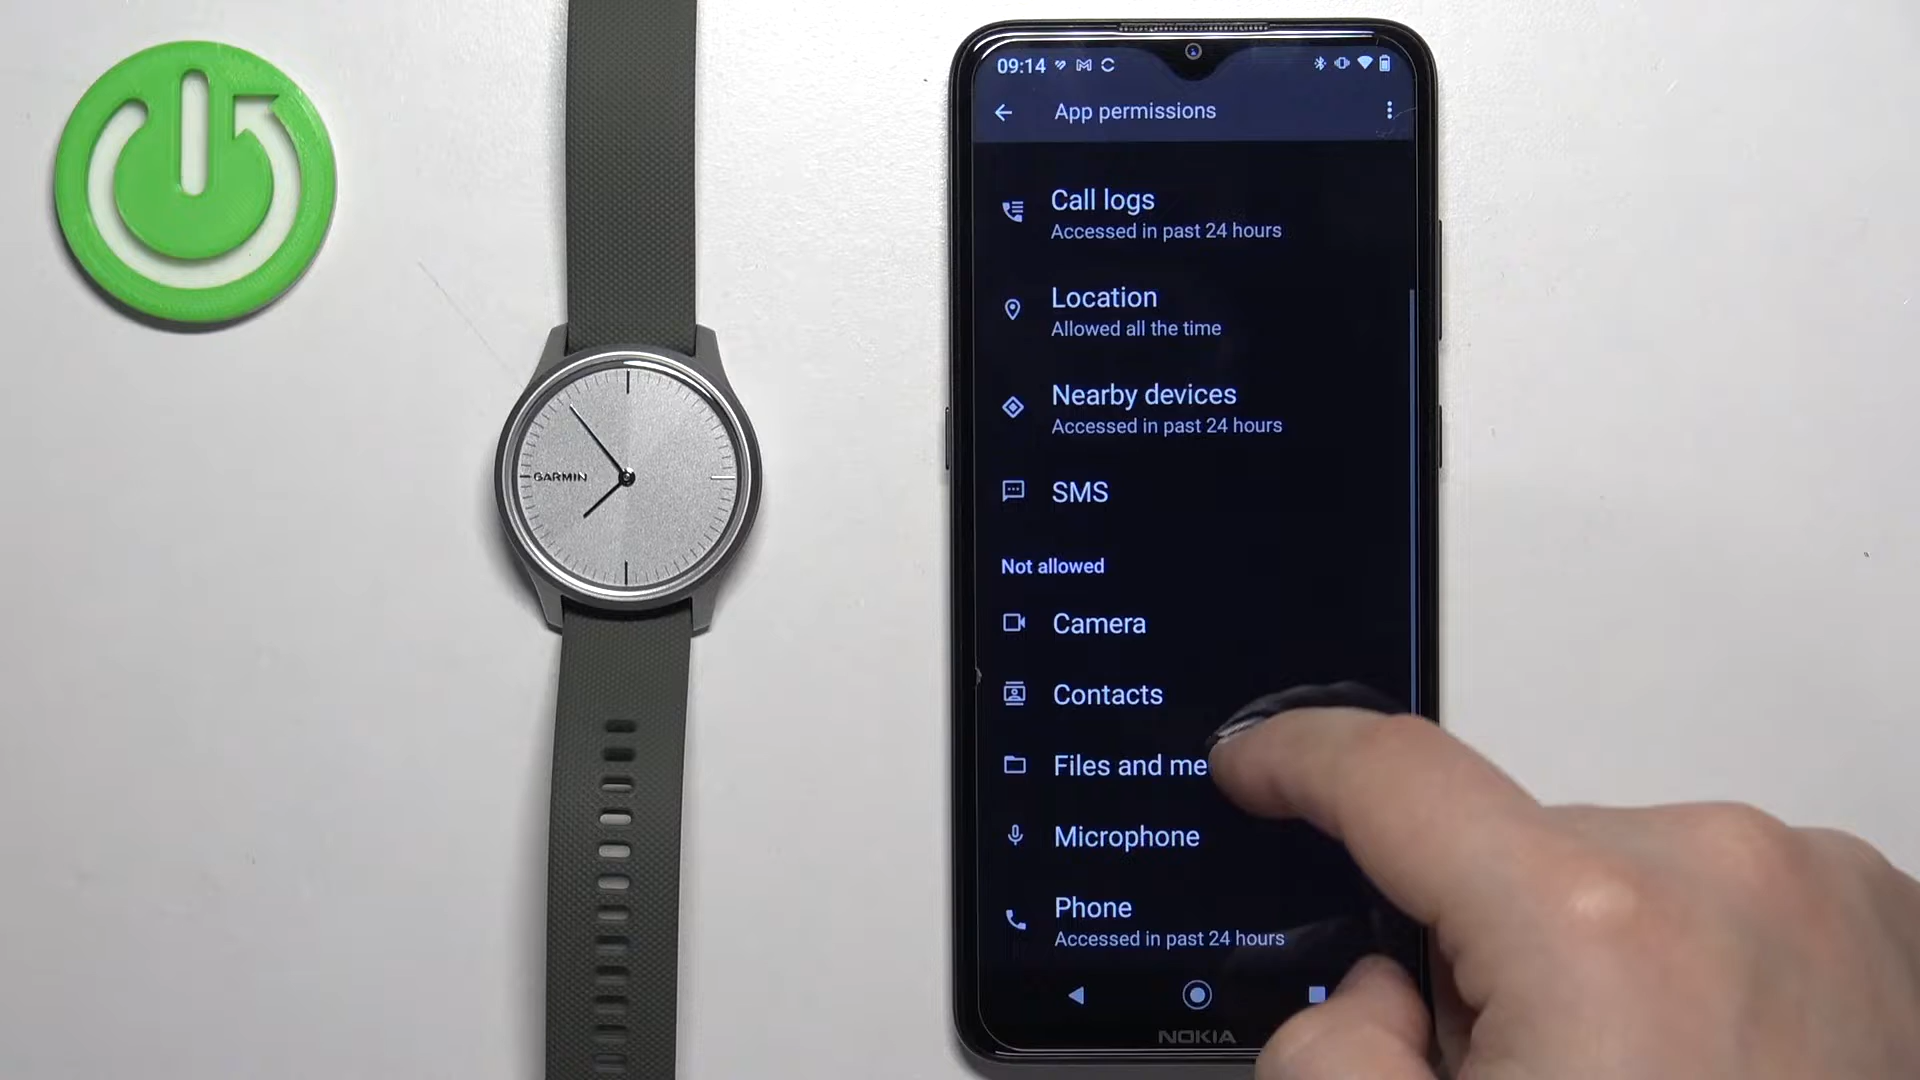 GARMIN
09:14
App permissions
Call logs
Accessed in past 24 hours
Location
Allowed all the time
Nearby devices
Accessed in past 24 hours
SMS
Not allowed
Camera
Contacts
Files and me
Microphone
Phone
Accessed in past 24 hours
NOKIA